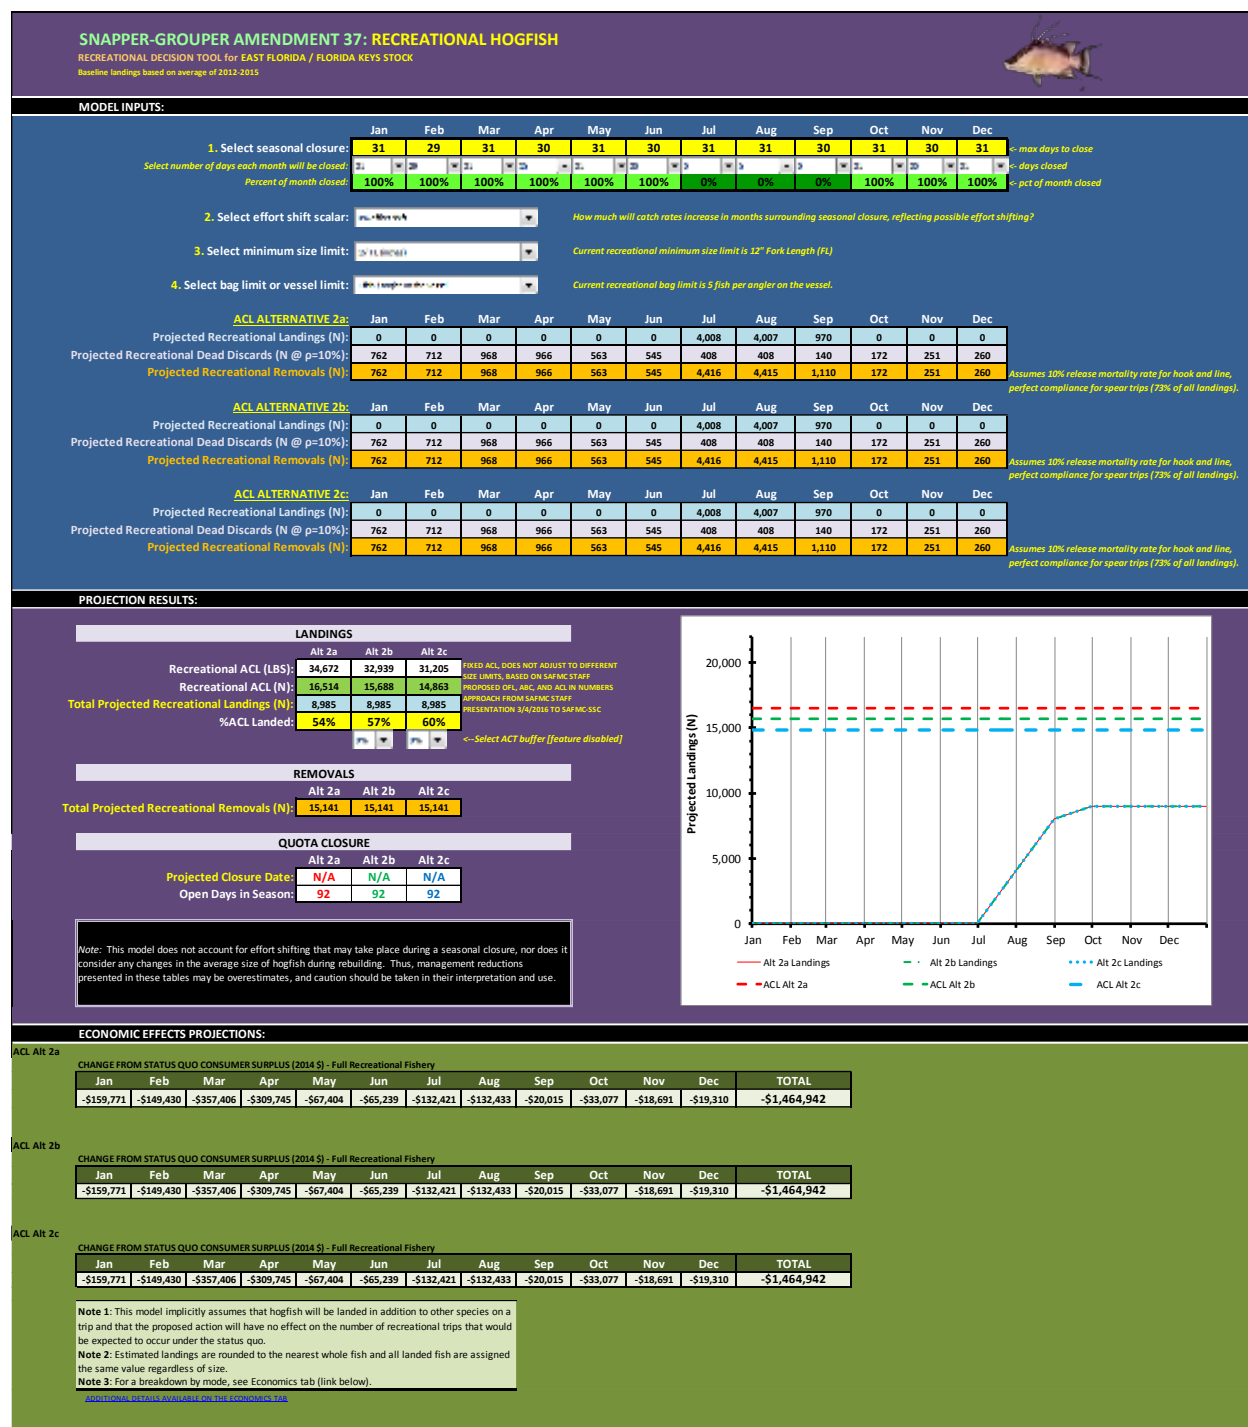 SNAPPER-GROUPER AMENDMENT 37: RECREATIONAL HOGFISH
RECREATIONAL DECISION TOOL for EAST FLORIDA / FLORIDA KEYS STOCK
Baseline landings based on average of 2012-2015
MODEL INPUTS:
Jan Feb Mar Apr May Jun Jul Aug Sep Oct Nov Dec
1. Select seasonal closure: 31 29 31 30 31 30 31 31 30 31 30 31 <- max days to close
Select number of days each month will be closed: <- days closed
Percent of month closed: 100% 100% 100% 100% 100% 100% 0% 0% 0% 100% 100% 100% <- pct of month closed
2. Select effort shift scalar: How much will catch rates increase in months surrounding seasonal closure, reflecting possible effort shifting?
3. Select minimum size limit: Current recreational minimum size limit is 12" Fork Length (FL)
4. Select bag limit or vessel limit: Current recreational bag limit is 5 fish per angler on the vessel.
ACL ALTERNATIVE 2a: Jan Feb Mar Apr May Jun Jul Aug Sep Oct Nov Dec
Projected Recreational Landings (N): 0 0 0 0 0 0 4,008 4,007 970 0 0 0
Projected Recreational Dead Discards (N @ ρ=10%): 762 712 968 966 563 545 408 408 140 172 251 260
Projected Recreational Removals (N): 762 712 968 966 563 545 4,416 4,415 1,110 172 251 260 Assumes 10% release mortality rate for hook and line,
perfect compliance for spear trips (73% of all landings).
ACL ALTERNATIVE 2b: Jan Feb Mar Apr May Jun Jul Aug Sep Oct Nov Dec
Projected Recreational Landings (N): 0 0 0 0 0 0 4,008 4,007 970 0 0 0
Projected Recreational Dead Discards (N @ ρ=10%): 762 712 968 966 563 545 408 408 140 172 251 260
Projected Recreational Removals (N): 762 712 968 966 563 545 4,416 4,415 1,110 172 251 260 Assumes 10% release mortality rate for hook and line,
perfect compliance for spear trips (73% of all landings).
ACL ALTERNATIVE 2c: Jan Feb Mar Apr May Jun Jul Aug Sep Oct Nov Dec
Projected Recreational Landings (N): 0 0 0 0 0 0 4,008 4,007 970 0 0 0
Projected Recreational Dead Discards (N @ ρ=10%): 762 712 968 966 563 545 408 408 140 172 251 260
Projected Recreational Removals (N): 762 712 968 966 563 545 4,416 4,415 1,110 172 251 260 Assumes 10% release mortality rate for hook and line,
perfect compliance for spear trips (73% of all landings).
PROJECTION RESULTS:
LANDINGS
Alt 2a Alt 2b Alt 2c
Recreational ACL (LBS): 34,672 32,939 31,205
Recreational ACL (N): 16,514 15,688 14,863
Total Projected Recreational Landings (N): 8,985 8,985 8,985
%ACL Landed: 54% 57% 60%
FIXED ACL, DOES NOT ADJUST TO DIFFERENT
SIZE LIMITS, BASED ON SAFMC STAFF
PROPOSED OFL, ABC, AND ACL IN NUMBERS
APPROACH FROM SAFMC STAFF
PRESENTATION 3/4/2016 TO SAFMC-SSC
<--Select ACT buffer [feature disabled]
REMOVALS
Alt 2a Alt 2b Alt 2c
Total Projected Recreational Removals (N): 15,141 15,141 15,141
QUOTA CLOSURE
Alt 2a Alt 2b Alt 2c
Projected Closure Date: N/A N/A N/A
Open Days in Season: 92 92 92
Note: This model does not account for effort shifting that may take place during a seasonal closure, nor does it
consider any changes in the average size of hogfish during rebuilding. Thus, management reductions
presented in these tables may be overestimates, and caution should be taken in their interpretation and use.
Projected Landings (N)
20,000
15,000
10,000
5,000
0
Jan Feb Mar Apr May Jun Jul Aug Sep Oct Nov Dec
Alt 2a Landings Alt 2b Landings Alt 2c Landings
ACL Alt 2a ACL Alt 2b ACL Alt 2c
ECONOMIC EFFECTS PROJECTIONS:
ACL Alt 2a
CHANGE FROM STATUS QUO CONSUMER SURPLUS (2014 $) - Full Recreational Fishery
Jan Feb Mar Apr May Jun Jul Aug Sep Oct Nov Dec TOTAL
-$159,771 -$149,430 -$357,406 -$309,745 -$67,404 -$65,239 -$132,421 -$132,433 -$20,015 -$33,077 -$18,691 -$19,310 -$1,464,942
ACL Alt 2b
CHANGE FROM STATUS QUO CONSUMER SURPLUS (2014 $) - Full Recreational Fishery
Jan Feb Mar Apr May Jun Jul Aug Sep Oct Nov Dec TOTAL
-$159,771 -$149,430 -$357,406 -$309,745 -$67,404 -$65,239 -$132,421 -$132,433 -$20,015 -$33,077 -$18,691 -$19,310 -$1,464,942
ACL Alt 2c
CHANGE FROM STATUS QUO CONSUMER SURPLUS (2014 $) - Full Recreational Fishery
Jan Feb Mar Apr May Jun Jul Aug Sep Oct Nov Dec TOTAL
-$159,771 -$149,430 -$357,406 -$309,745 -$67,404 -$65,239 -$132,421 -$132,433 -$20,015 -$33,077 -$18,691 -$19,310 -$1,464,942
Note 1: This model implicitly assumes that hogfish will be landed in addition to other species on a
trip and that the proposed action will have no effect on the number of recreational trips that would
be expected to occur under the status quo.
Note 2: Estimated landings are rounded to the nearest whole fish and all landed fish are assigned
the same value regardless of size.
Note 3: For a breakdown by mode, see Economics tab (link below).
ADDITIONAL DETAILS AVAILABLE ON THE ECONOMICS TAB